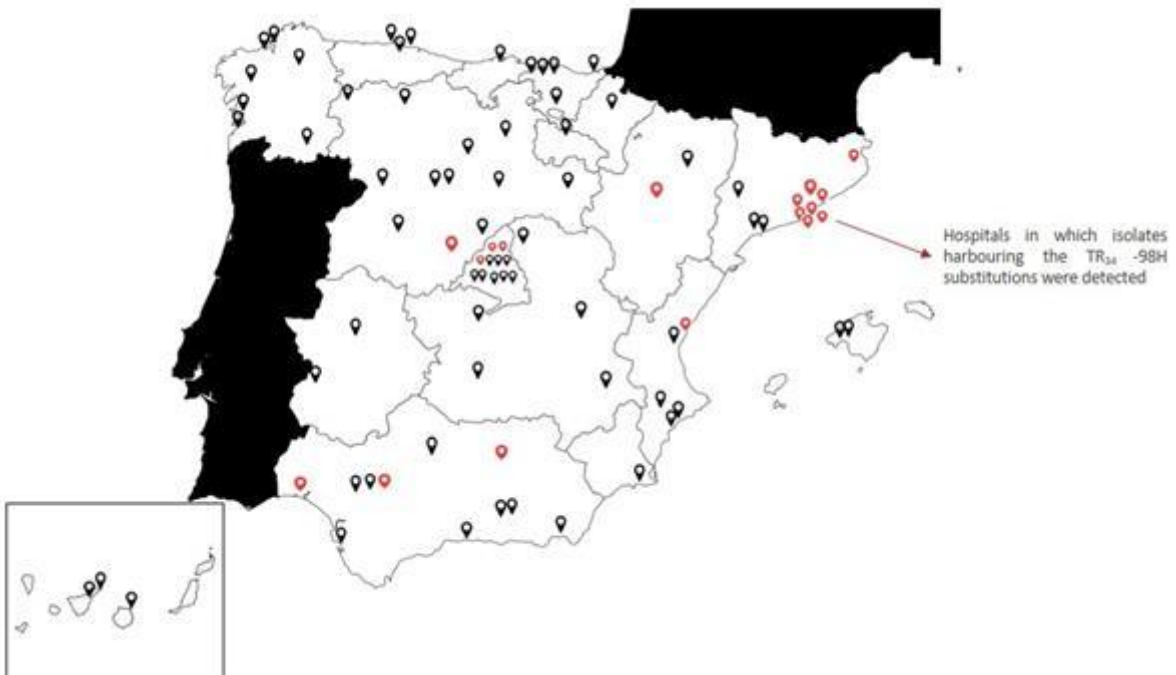 Hospitals in which isolates
harbouring the TR₃₄ -98H
substitutions were detected